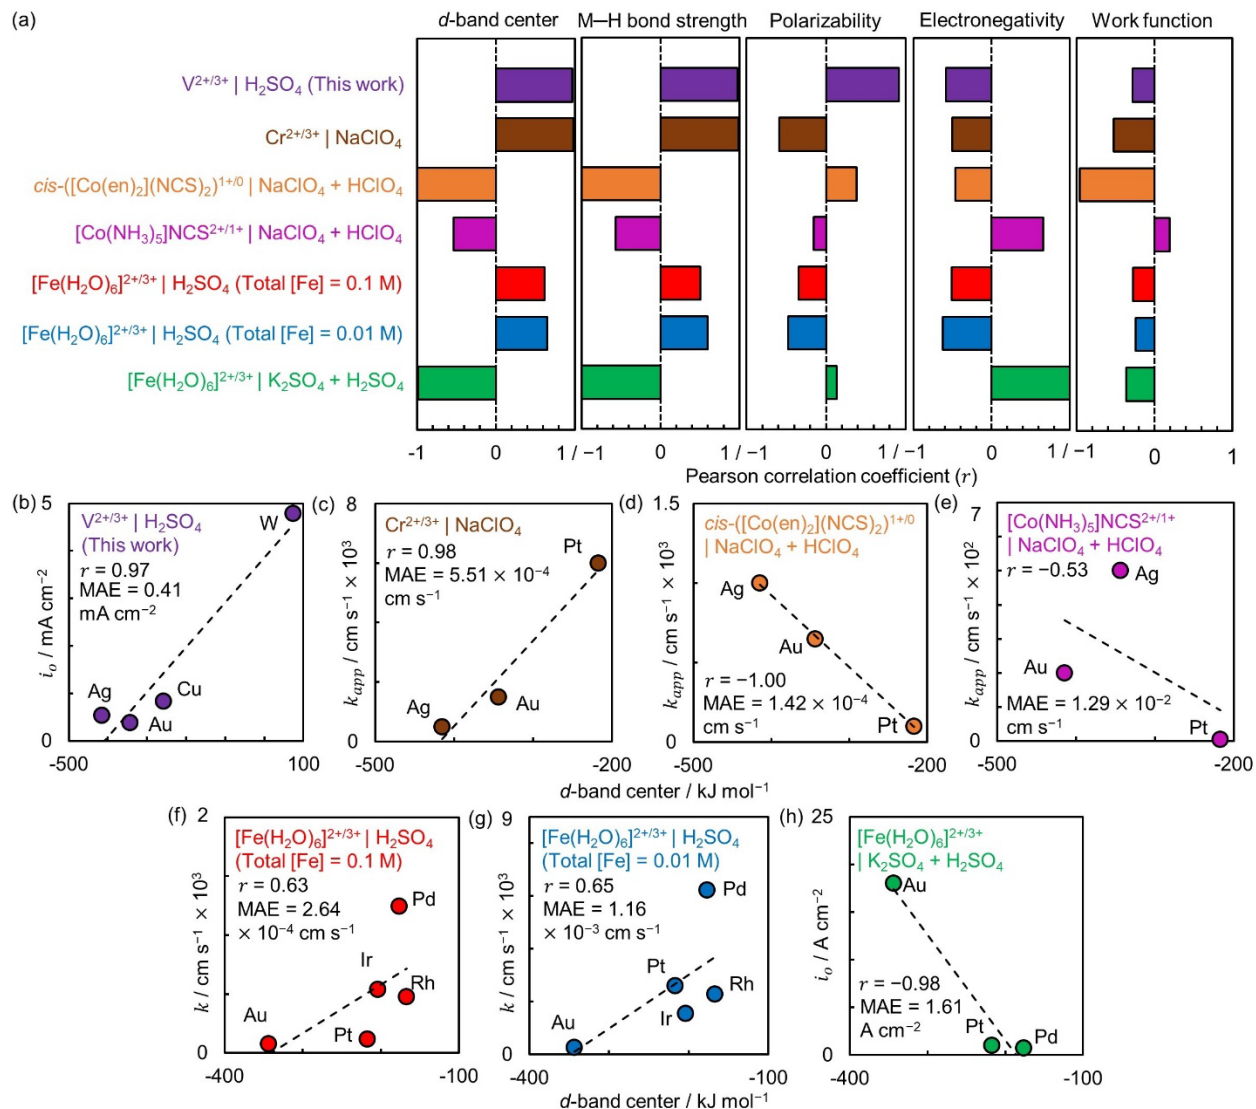 (a)
d-band center M—H bond strength Polarizability Electronegativity Work function
V2+/3+ | H2SO4 (This work)
Cr2+/3+ | NaClO4
cis-([Co(en)2](NCS)2)1+/0 | NaClO4 + HClO4
[Co(NH3)5]NCS2+/1+ | NaClO4 + HClO4
[Fe(H2O)6]2+/3+ | H2SO4 (Total [Fe] = 0.1 M)
[Fe(H2O)6]2+/3+ | H2SO4 (Total [Fe] = 0.01 M)
[Fe(H2O)6]2+/3+ | K2SO4 + H2SO4
-1 0 1 / −1 0 1 / −1 0 1 / −1 0 1 / −1 0 1
Pearson correlation coefficient (r)
(b)
5
V2+/3+ | H2SO4
(This work)
r = 0.97
MAE = 0.41
mA cm−2
W
Ag
Cu
Au
io / mA cm−2
0
-500 100
(c)
8
Cr2+/3+ | NaClO4
r = 0.98
MAE = 5.51 × 10−4
cm s−1
Pt
Au
Ag
kapp / cm s−1 × 103
0
-500 -200
(d)
1.5
cis-([Co(en)2](NCS)2)1+/0
| NaClO4 + HClO4
Ag
Au
r = −1.00
MAE = 1.42 × 10−4
cm s−1
Pt
kapp / cm s−1 × 103
0
-500 -200
(e)
7
[Co(NH3)5]NCS2+/1+
| NaClO4 + HClO4
r = −0.53
Ag
Au
MAE = 1.29 × 10−2
cm s−1
Pt
kapp / cm s−1 × 102
0
-500 -200
d-band center / kJ mol−1
(f)
2
[Fe(H2O)6]2+/3+ | H2SO4
(Total [Fe] = 0.1 M)
r = 0.63
MAE = 2.64
× 10−4 cm s−1
Pd
Ir
Rh
Au
Pt
k / cm s−1 × 103
0
-400 -100
(g)
9
[Fe(H2O)6]2+/3+ | H2SO4
(Total [Fe] = 0.01 M)
r = 0.65
MAE = 1.16
× 10−3 cm s−1
Pd
Pt
Rh
Ir
Au
k / cm s−1 × 103
0
-400 -100
(h)
25
[Fe(H2O)6]2+/3+
| K2SO4 + H2SO4
Au
r = −0.98
MAE = 1.61
A cm−2
Pt
Pd
io / A cm−2
0
-400 -100
d-band center / kJ mol−1